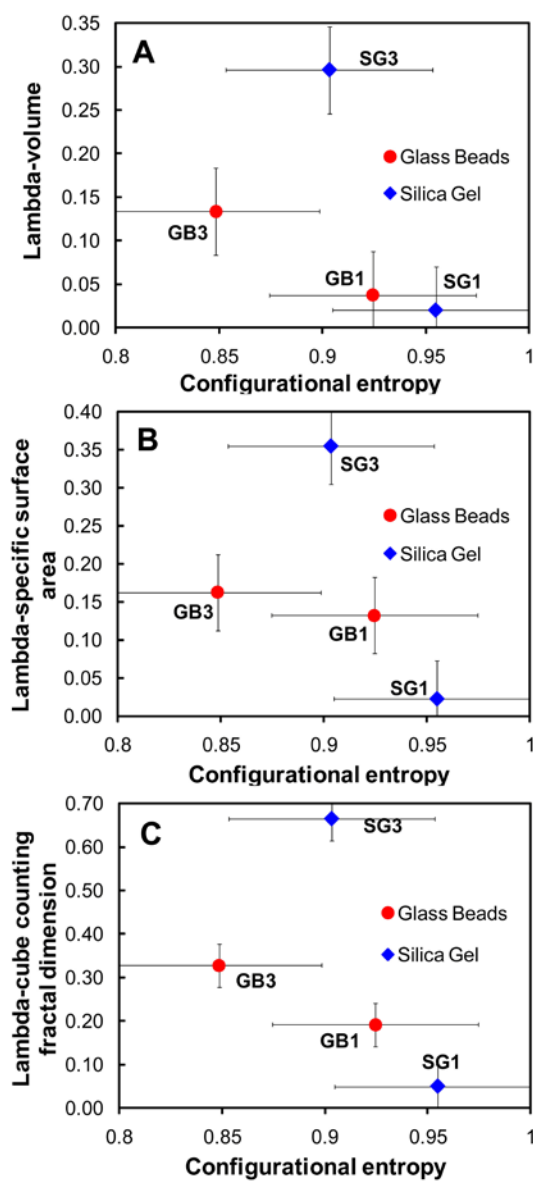 A
0.35
0.30
0.25
0.20
0.15
0.10
0.05
0.00
Lambda-volume
SG3
Glass Beads
Silica Gel
GB3
GB1
SG1
0.8
0.85
0.9
0.95
1
Configurational entropy
B
0.40
0.35
0.30
0.25
0.20
0.15
0.10
0.05
0.00
Lambda-specific surface
area
SG3
Glass Beads
Silica Gel
GB3
GB1
SG1
0.8
0.85
0.9
0.95
1
Configurational entropy
C
0.70
0.60
0.50
0.40
0.30
0.20
0.10
0.00
Lambda-cube counting
fractal dimension
SG3
Glass Beads
Silica Gel
GB3
GB1
SG1
0.8
0.85
0.9
0.95
1
Configurational entropy